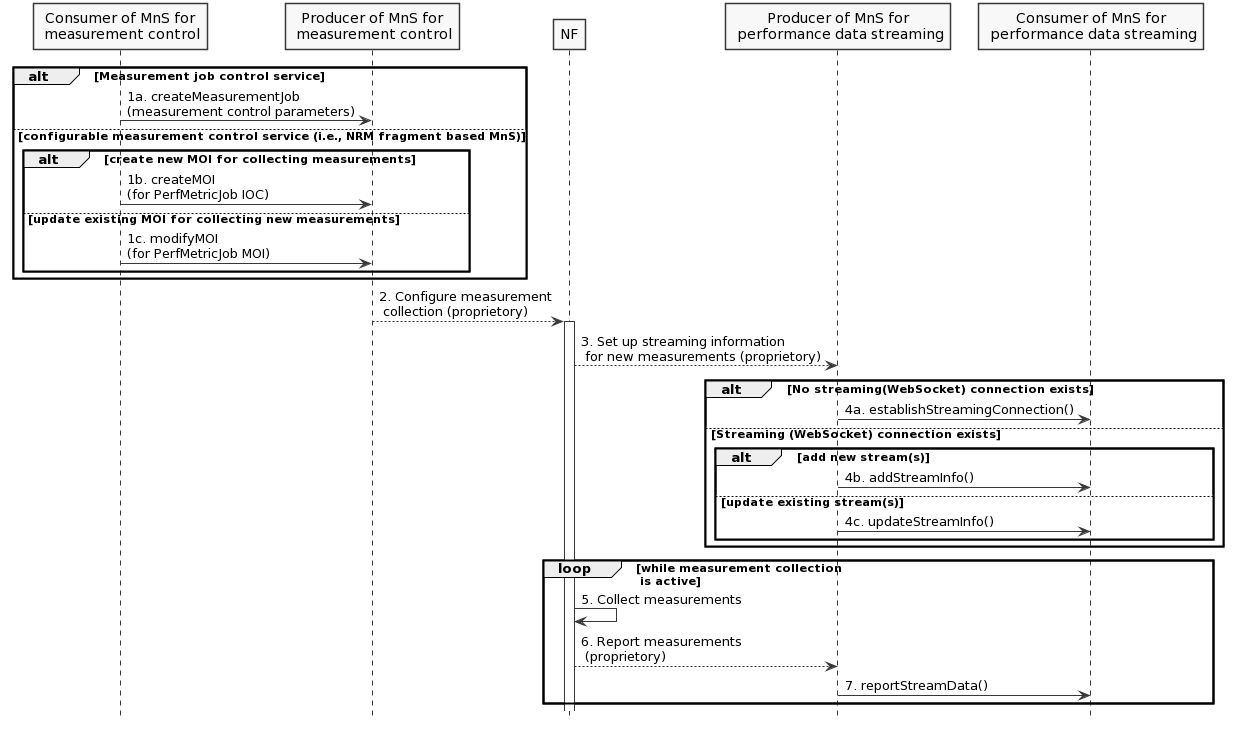 Consumer of MnS for
measurement control
Producer of MnS for
measurement control
NF
Producer of MnS for
performance data streaming
Consumer of MnS for
performance data streaming
alt [Measurement job control service]
1a. createMeasurementJob
(measurement control parameters)
[configurable measurement control service (i.e., NRM fragment based MnS)]
alt [create new MOI for collecting measurements]
1b. createMOI
(for PerfMetricJob IOC)
[update existing MOI for collecting new measurements]
1c. modifyMOI
(for PerfMetricJob MOI)
2. Configure measurement
collection (proprietory)
3. Set up streaming information
for new measurements (proprietory)
alt [No streaming(WebSocket) connection exists]
4a. establishStreamingConnection()
[Streaming (WebSocket) connection exists]
alt [add new stream(s)]
4b. addStreamInfo()
[update existing stream(s)]
4c. updateStreamInfo()
loop [while measurement collection
is active]
5. Collect measurements
6. Report measurements
(proprietory)
7. reportStreamData()